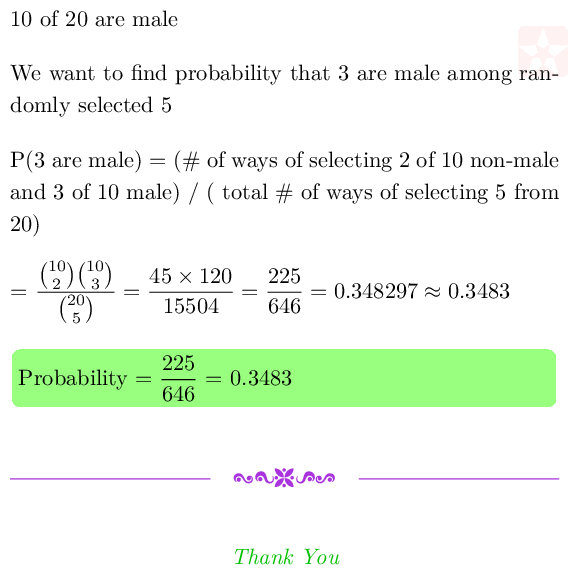 10 of 20 are male
We want to find probability that 3 are male among ran-
domly selected 5
P(3 are male) = (# of ways of selecting 2 of 10 non-male
and 3 of 10 male) / ( total # of ways of selecting 5 from
20)
= \frac{\binom{10}{2}\binom{10}{3}}{\binom{20}{5}} = \frac{45 × 120}{15504} = \frac{225}{646} = 0.348297 ≈ 0.3483
Probability = \frac{225}{646} = 0.3483
Thank You